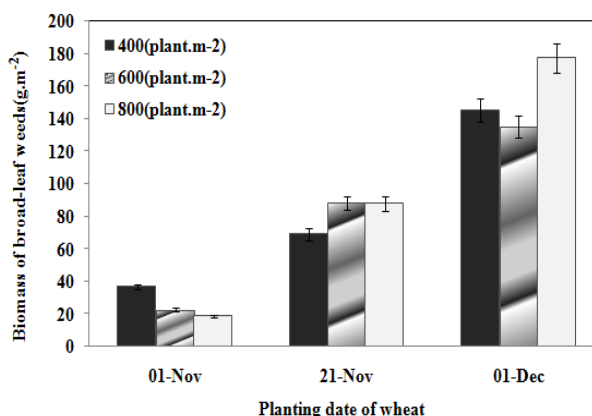 Biomass of broad-leaf weeds(g.m-2)
200
180
160
140
120
100
80
60
40
20
0
400(plant.m-2)
600(plant.m-2)
800(plant.m-2)
01-Nov 21-Nov 01-Dec
Planting date of wheat